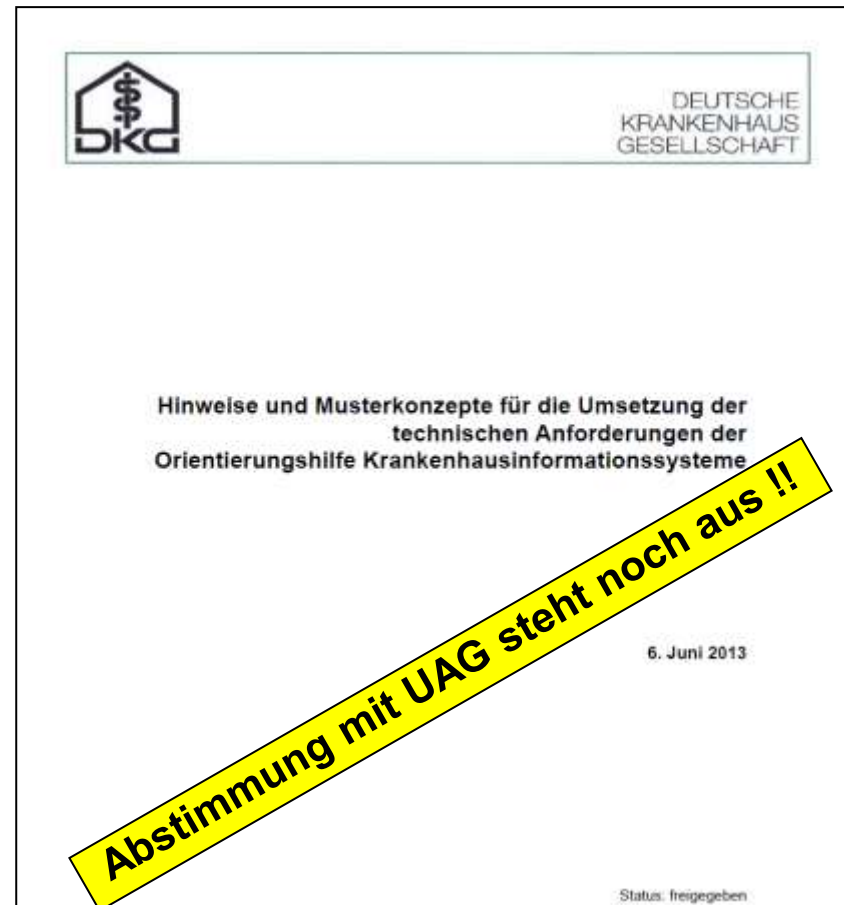 DKG
DEUTSCHE
KRANKENHAUS
GESELLSCHAFT
Hinweise und Musterkonzepte für die Umsetzung der
technischen Anforderungen der
Orientierungshilfe Krankenhausinformationssysteme
Abstimmung mit UAG steht noch aus !!
6. Juni 2013
Status: freigegeben